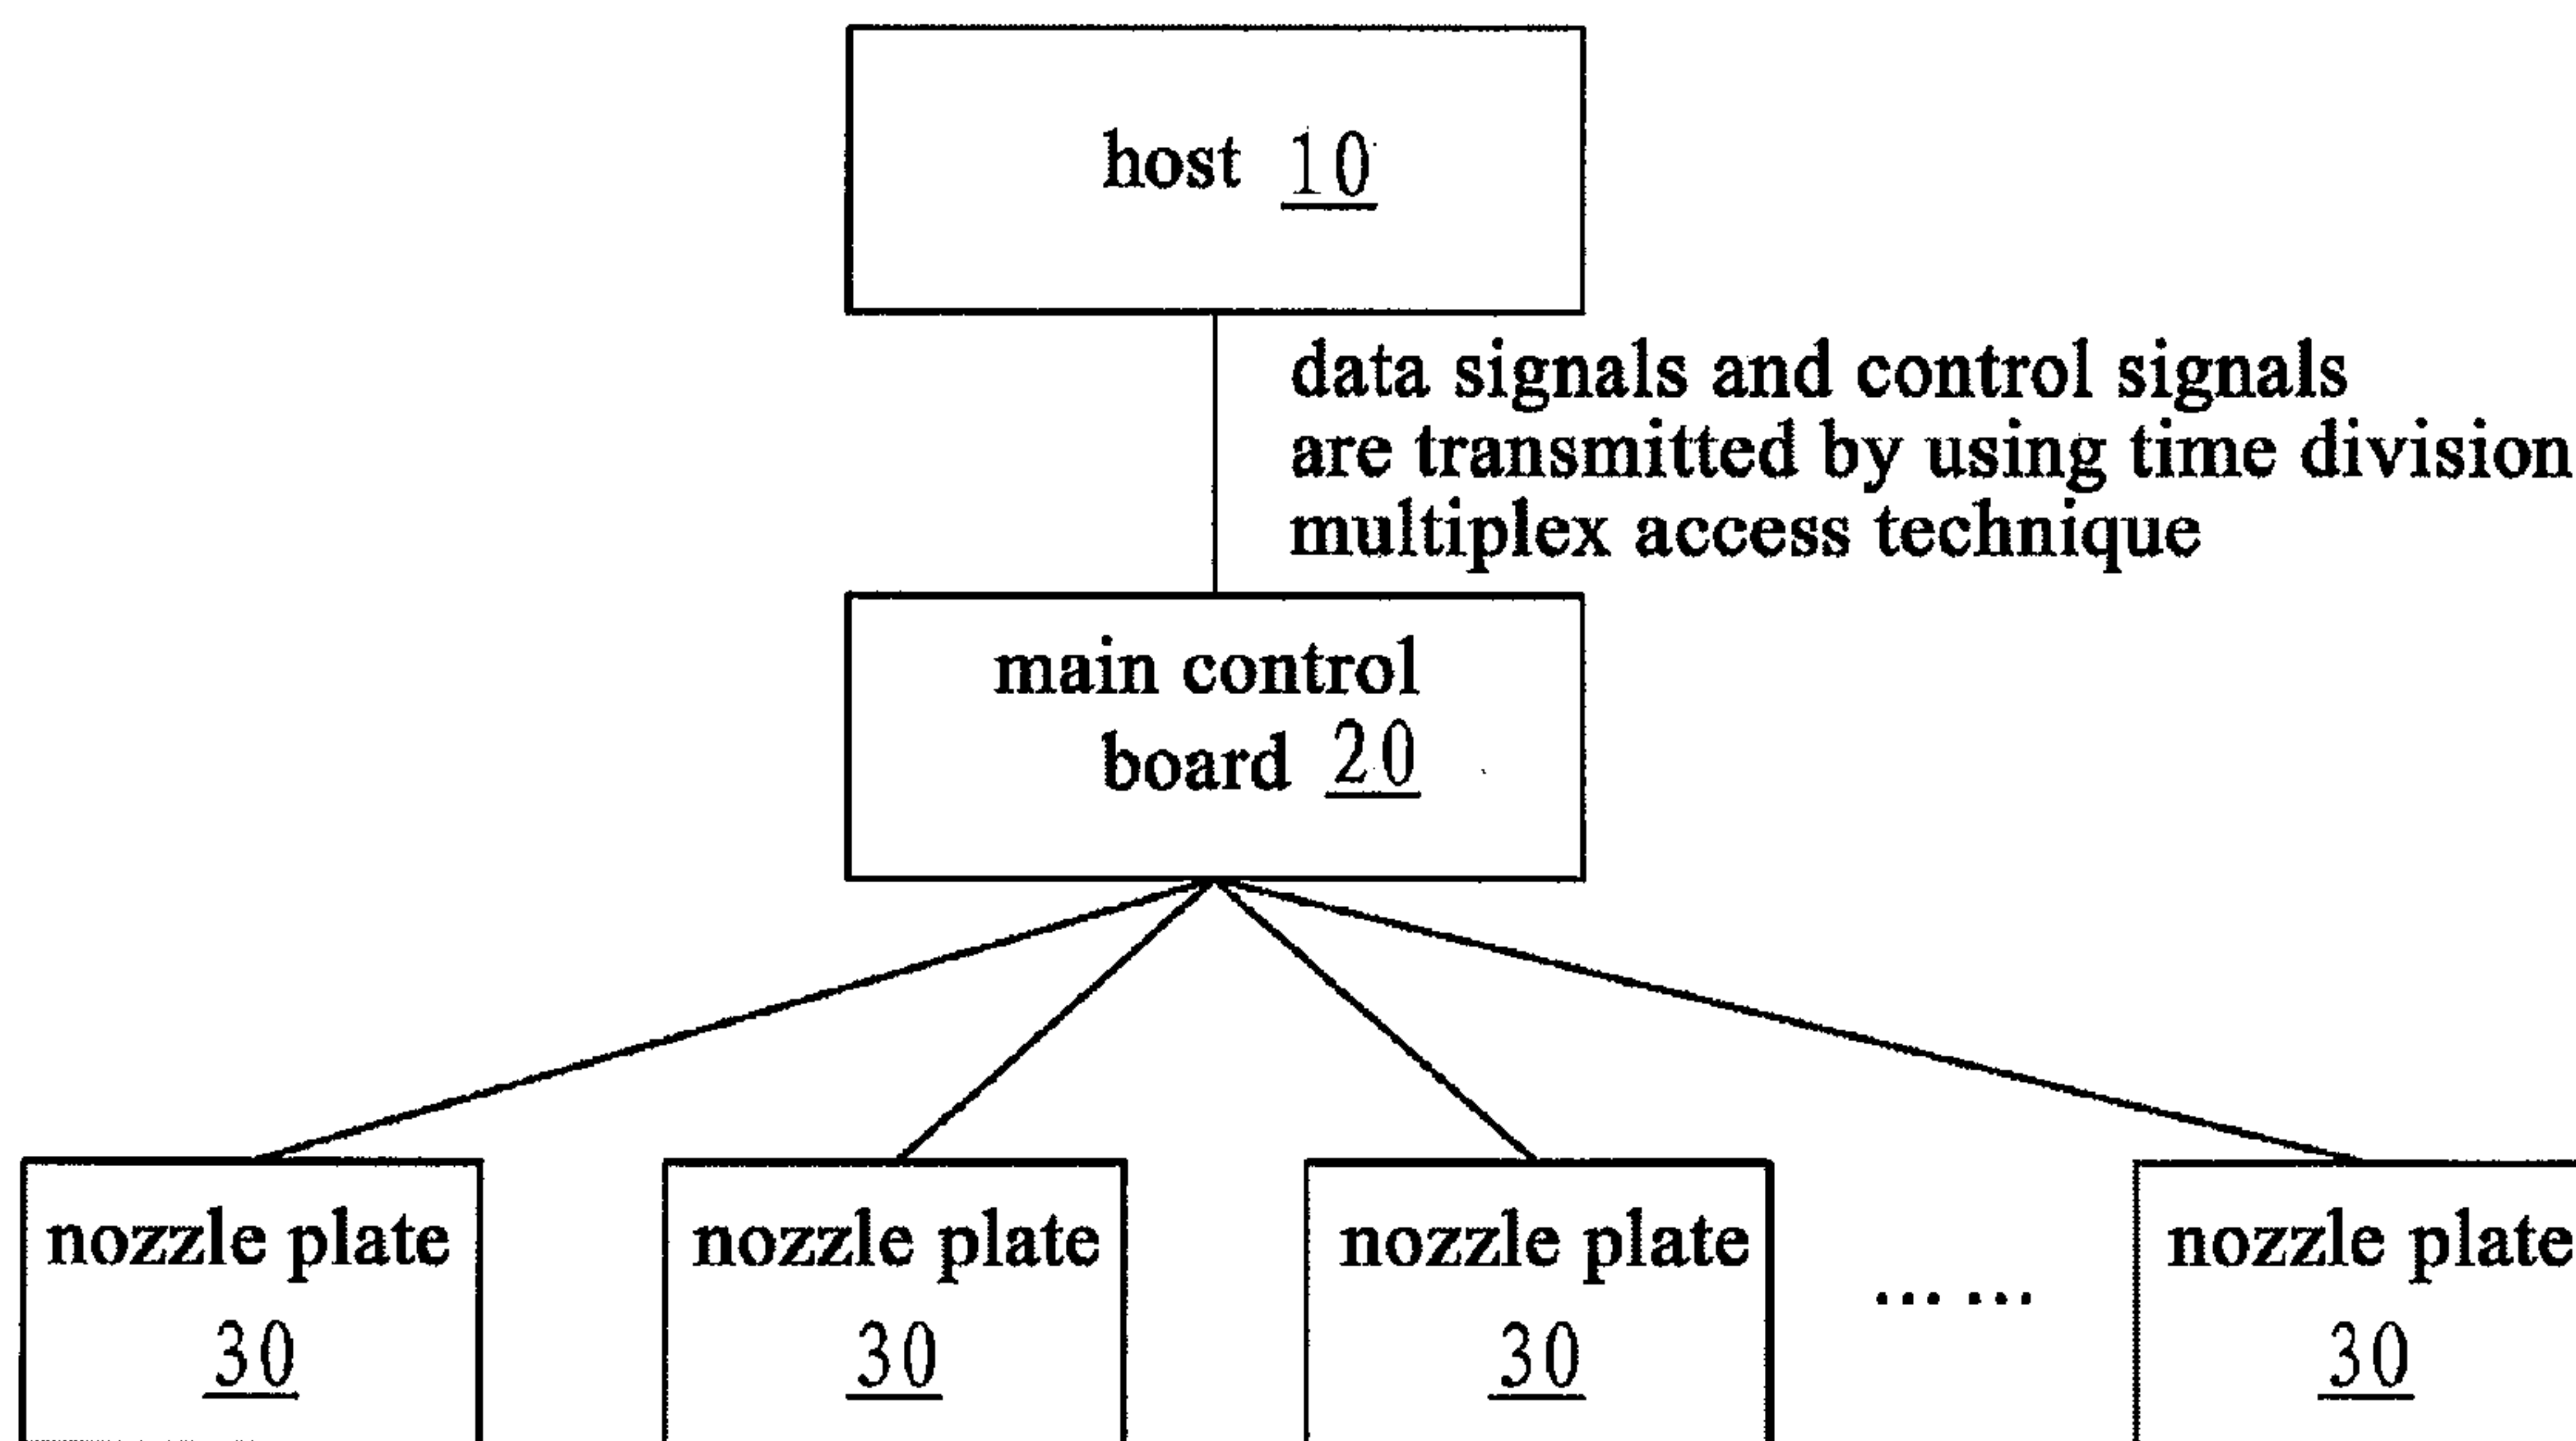 host 10
data signals and control signals
are transmitted by using time division
multiplex access technique
main control
board 20
nozzle plate
30
nozzle plate
30
nozzle plate
30
... ...
nozzle plate
30